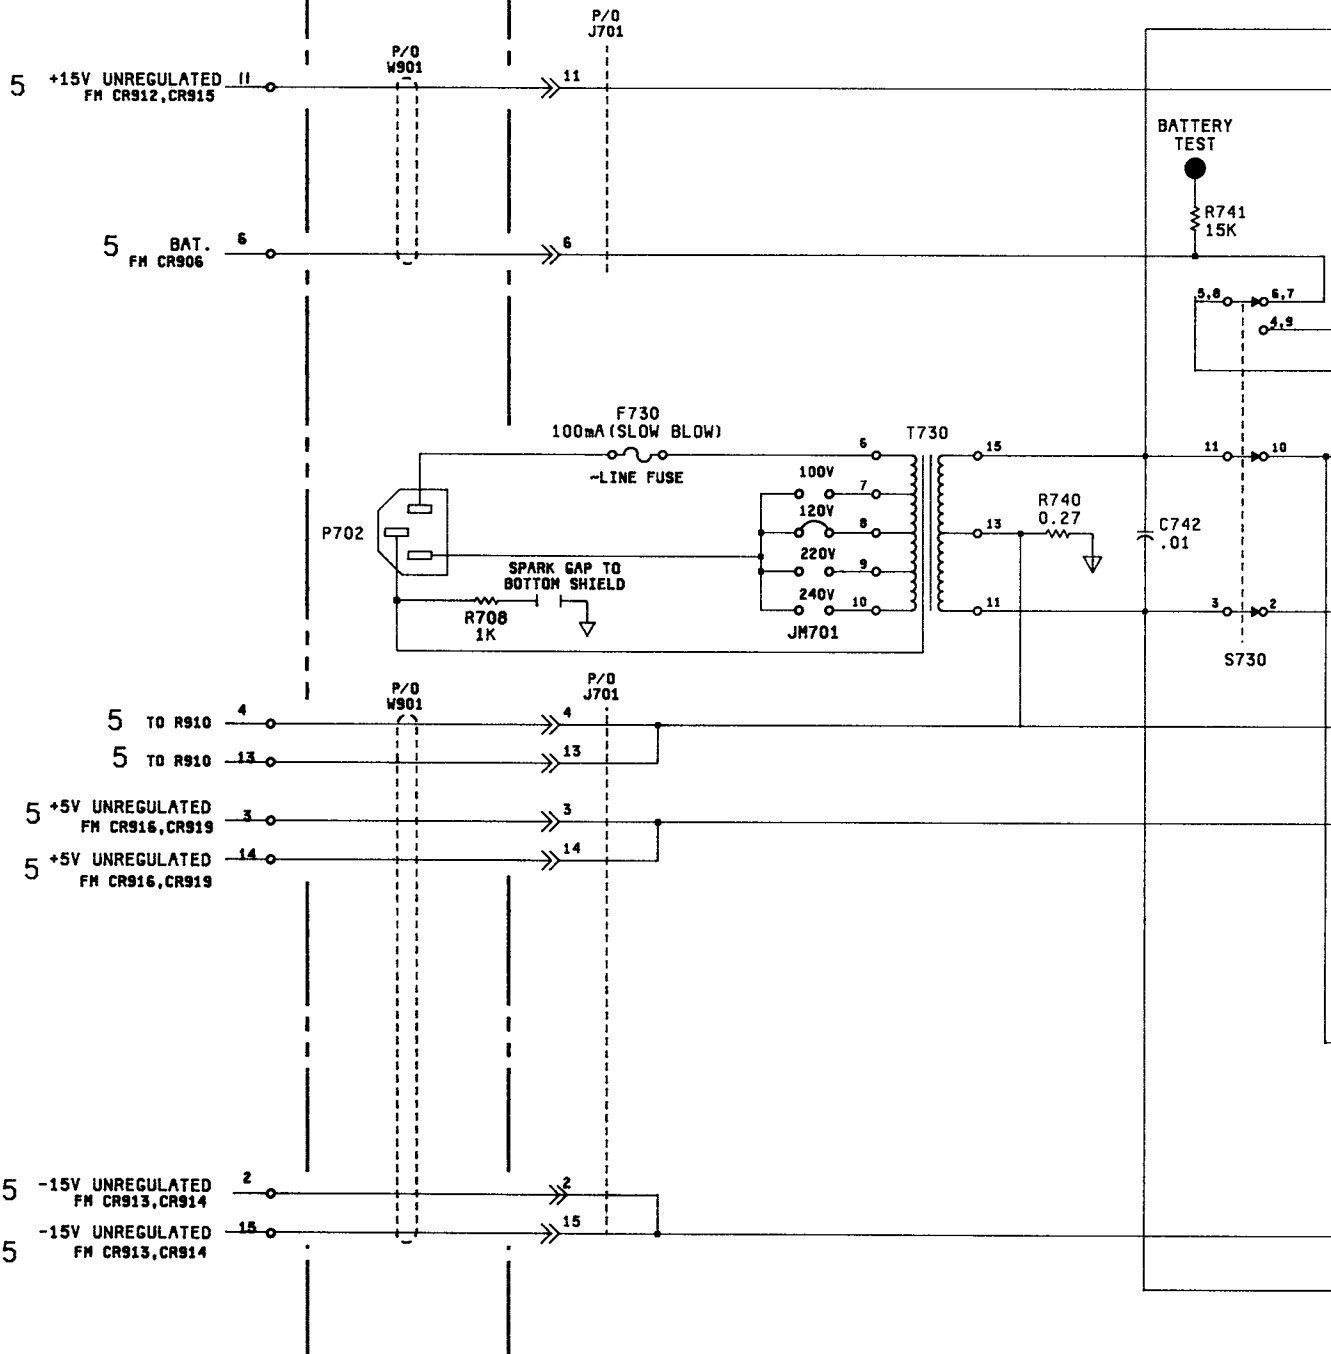 P/O
J701
P/O
W901
5 +15V UNREGULATED 11
FM CR912,CR915
11
BATTERY
TEST
R741
15K
5 BAT. 6
FM CR906
6
5,8 6,7
4,9
F730
100mA(SLOW BLOW)
~LINE FUSE
6 T730 15
11 10
100V
7
120V
8
220V
9
240V
10
JM701
P702
SPARK GAP TO
BOTTOM SHIELD
R708
1K
13
R740
0.27
C742
.01
11
3 2
S730
P/O
W901
P/O
J701
5 TO R910 4
4
5 TO R910 13
13
5 +5V UNREGULATED 3
FM CR916,CR919
3
5 +5V UNREGULATED 14
FM CR916,CR919
14
5 -15V UNREGULATED 2
FM CR913,CR914
2
5 -15V UNREGULATED 15
FM CR913,CR914
15